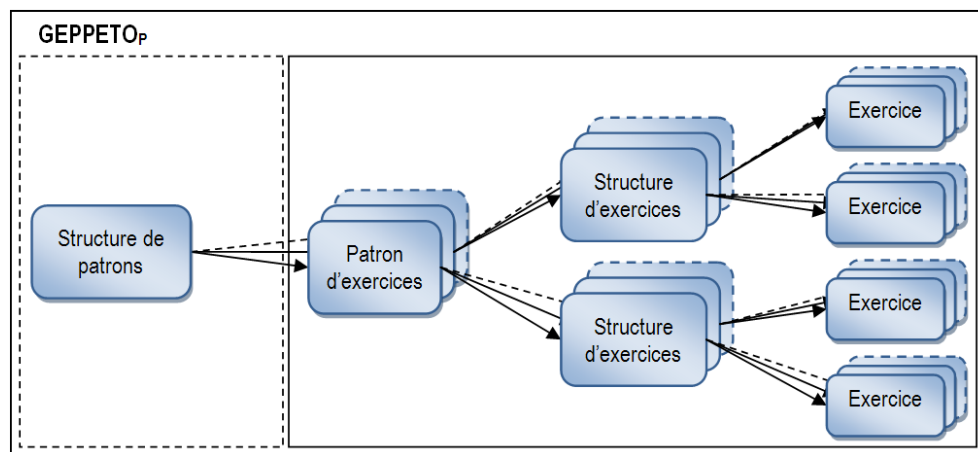 GEPPETOP
Structure de
patrons
Patron
d'exercices
Structure
d'exercices
Structure
d'exercices
Exercice
Exercice
Exercice
Exercice